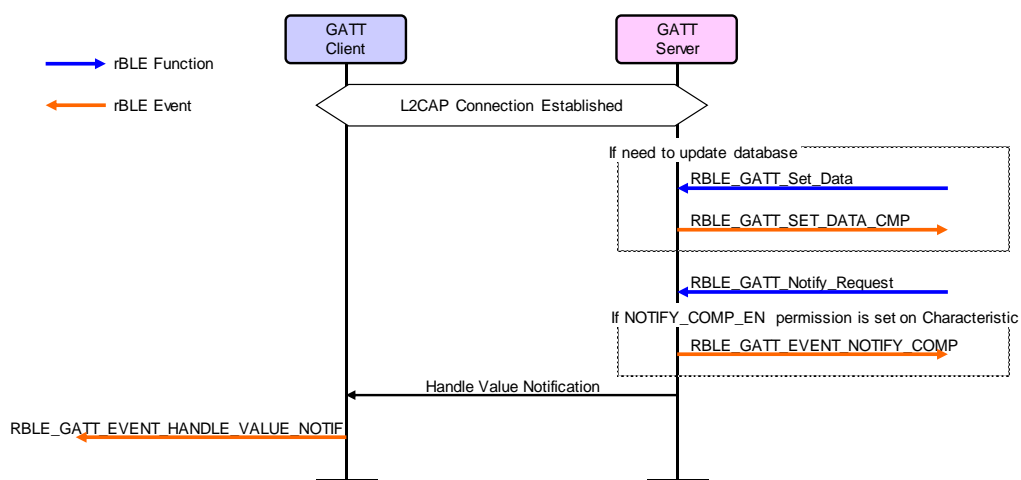 GATT
Client
GATT
Server
rBLE Function
rBLE Event
L2CAP Connection Established
If need to update database
RBLE_GATT_Set_Data
RBLE_GATT_SET_DATA_CMP
RBLE_GATT_Notify_Request
If NOTIFY_COMP_EN permission is set on Characteristic
RBLE_GATT_EVENT_NOTIFY_COMP
Handle Value Notification
RBLE_GATT_EVENT_HANDLE_VALUE_NOTIF